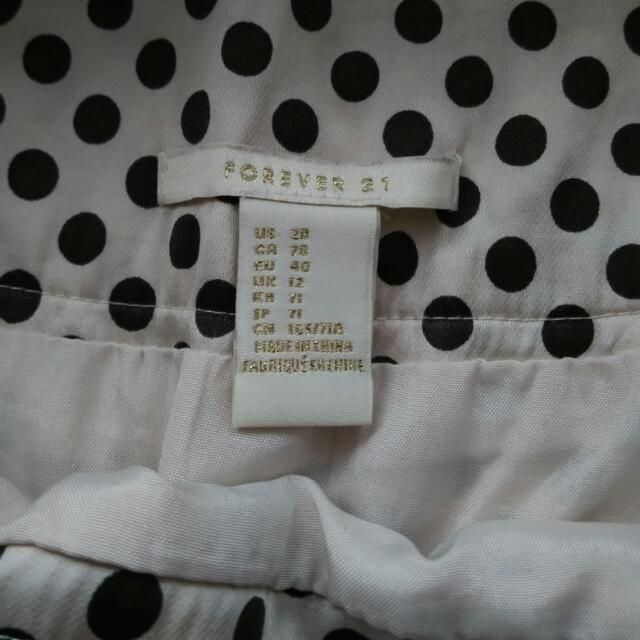 FOREVER 21
US 28
CA 78
EU 40
UK 12
KR 71
JP 71
CN 165/71A
MADE IN CHINA
FABRIQUÉ EN CHINE